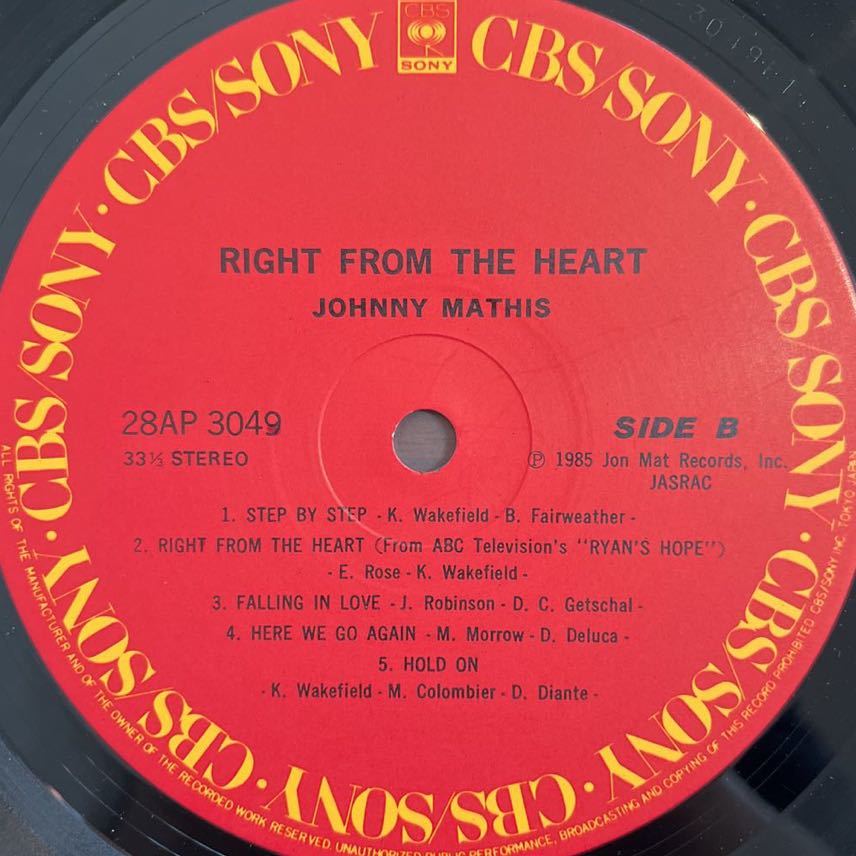 CBS
SONY
CBS/SONY · CBS/SONY · CBS/SONY · CBS/SONY · CBS/SONY · CBS/SONY · CBS/SONY · CBS/SONY ·
RIGHT FROM THE HEART
JOHNNY MATHIS
28AP 3049
33⅓ STEREO
SIDE B
Ⓟ 1985 Jon Mat Records, Inc.
JASRAC
1. STEP BY STEP - K. Wakefield - B. Fairweather -
2. RIGHT FROM THE HEART (From ABC Television's "RYAN'S HOPE")
- E. Rose - K. Wakefield -
3. FALLING IN LOVE - J. Robinson - D. C. Getschal -
4. HERE WE GO AGAIN - M. Morrow - D. Deluca -
5. HOLD ON
- K. Wakefield - M. Colombier - D. Diante -
ALL RIGHTS OF THE MANUFACTURER AND OF THE OWNER OF THE RECORDED WORK RESERVED. UNAUTHORIZED PUBLIC PERFORMANCE, BROADCASTING AND COPYING OF THIS RECORD PROHIBITED CBS/SONY INC. TOKYO JAPAN